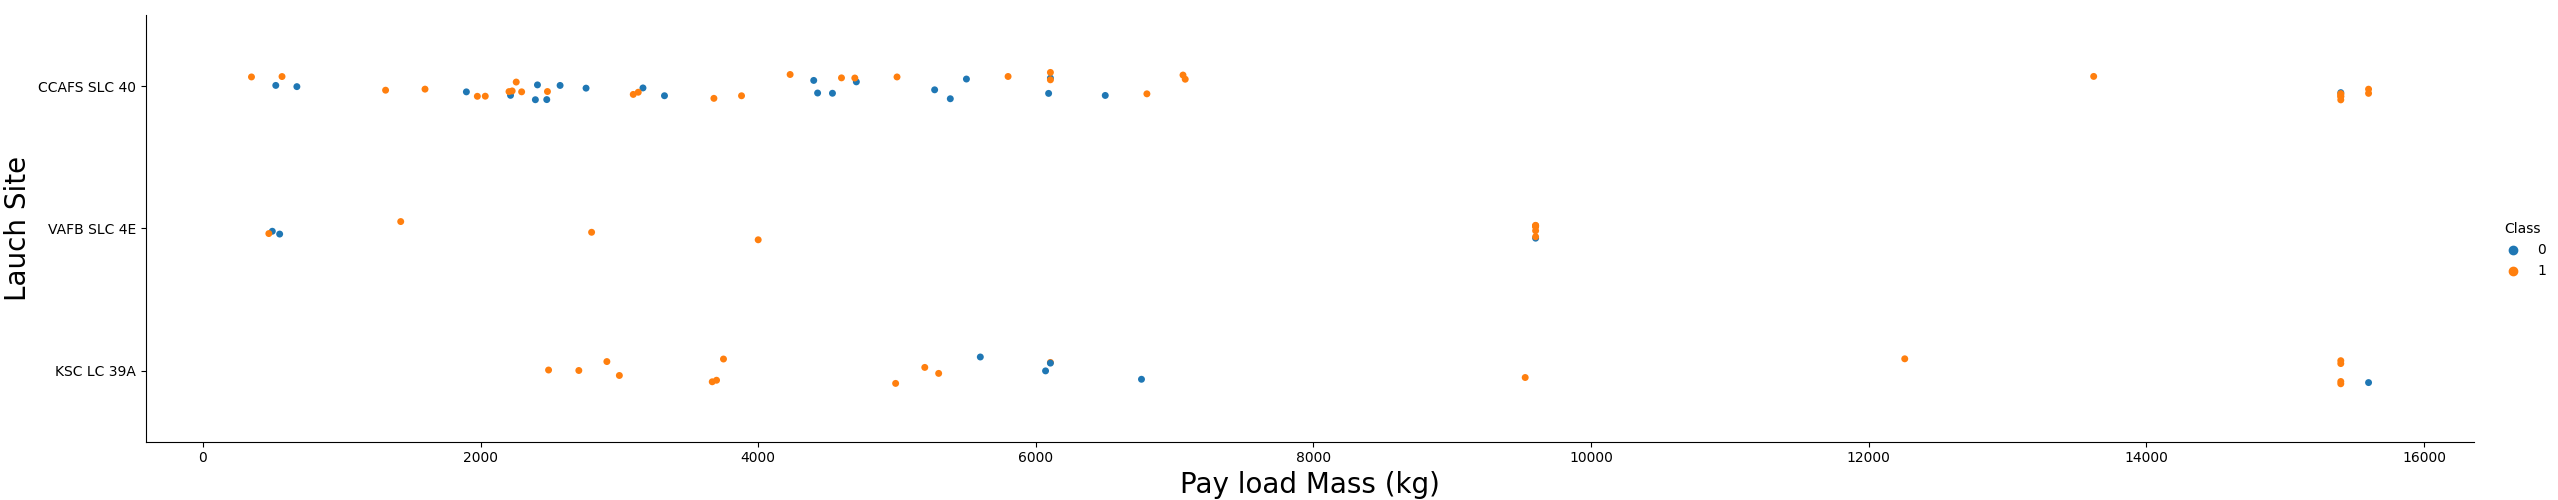 CCAFS SLC 40
VAFB SLC 4E
KSC LC 39A
Lauch Site
0 2000 4000 6000 8000 10000 12000 14000 16000
Pay load Mass (kg)
Class
0
1